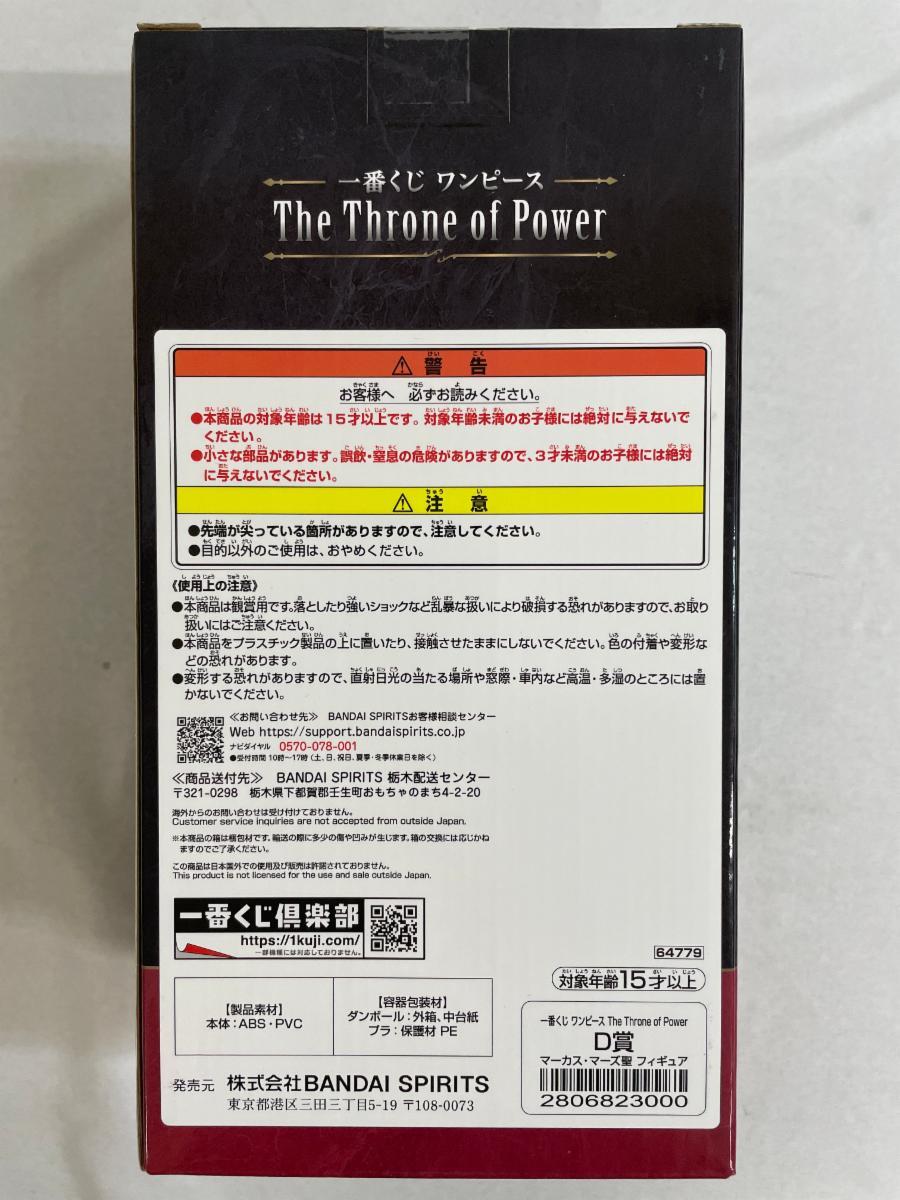 一番くじ ワンピース
The Throne of Power
⚠警告
お客様へ 必ずお読みください。
●本商品の対象年齢は15才以上です。対象年齢未満のお子様には絶対に与えないで
ください。
●小さな部品があります。誤飲・窒息の危険がありますので、3才未満のお子様には絶対
に与えないでください。
⚠注意
●先端が尖っている箇所がありますので、注意してください。
●目的以外のご使用は、おやめください。
《使用上の注意》
●本商品は観賞用です。落としたり強いショックなど乱暴な扱いにより破損する恐れがありますので、お取り
扱いにはご注意ください。
●本商品をプラスチック製品の上に置いたり、接触させたままにしないでください。色の付着や変形な
どの恐れがあります。
●変形する恐れがありますので、直射日光の当たる場所や窓際・車内など高温・多湿のところには置
かないでください。
≪お問い合わせ先≫ BANDAI SPIRITSお客様相談センター
Web https://support.bandaispirits.co.jp
ナビダイヤル 0570-078-001
●受付時間 10時〜17時(土、日、祝日、夏季・冬季休業日を除く)
≪商品送付先≫ BANDAI SPIRITS 栃木配送センター
〒321-0298 栃木県下都賀郡壬生町おもちゃのまち4-2-20
海外からのお問い合わせは受け付けておりません。
Customer service inquiries are not accepted from outside Japan.
※本商品の箱は梱包材です。輸送の際に多少の傷や凹みが生じます。箱の交換には応じかね
ますのでご了承ください。
この商品は日本国外での使用及び販売は許諾されておりません。
This product is not licensed for the use and sale outside Japan.
一番くじ倶楽部
https://1kuji.com/
一部機種には対応しておりません。
64779
対象年齢15才以上
【製品素材】
本体:ABS・PVC
【容器包装材】
ダンボール:外箱、中台紙
プラ:保護材 PE
一番くじ ワンピース The Throne of Power
D賞
マーカス・マーズ聖 フィギュア
2806823000
発売元 株式会社BANDAI SPIRITS
東京都港区三田三丁目5-19 〒108-0073